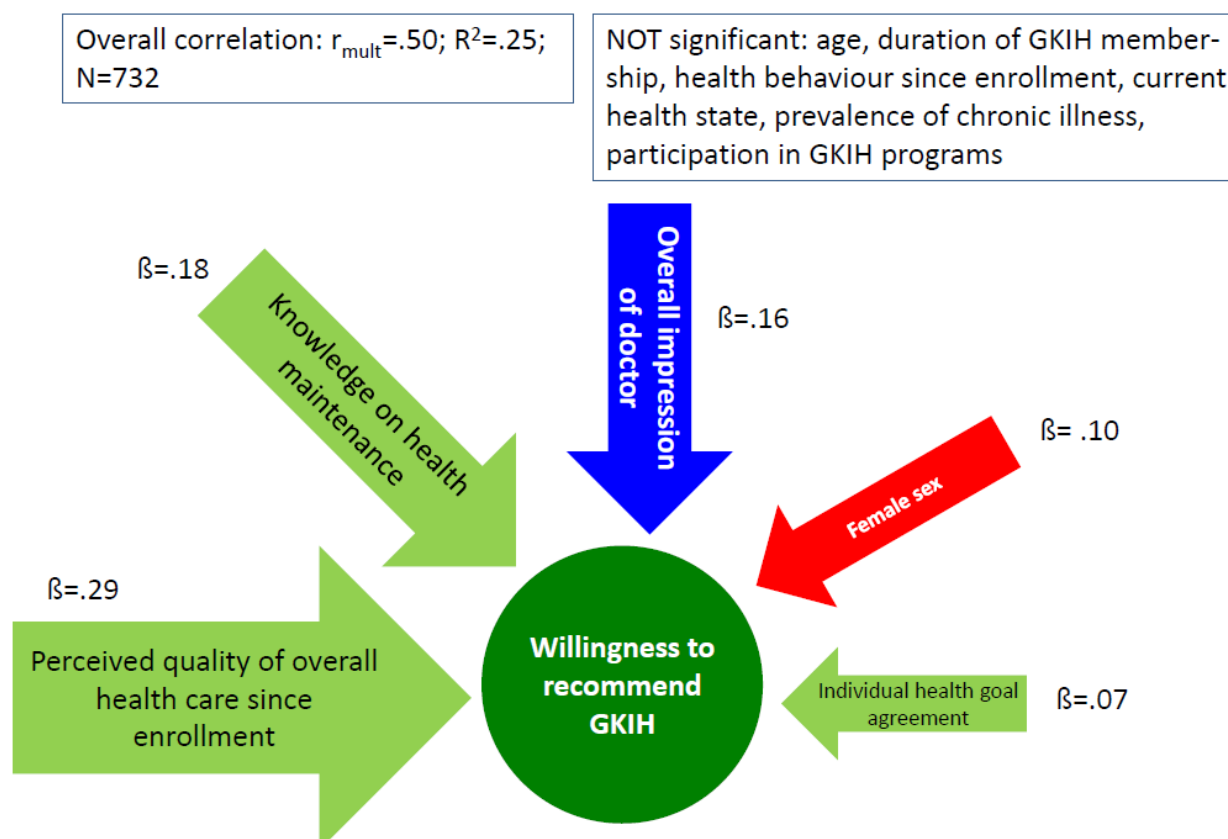 Overall correlation: rmult=.50; R2=.25;
N=732
NOT significant: age, duration of GKIH member-
ship, health behaviour since enrollment, current
health state, prevalence of chronic illness,
participation in GKIH programs
ß=.18
Knowledge on health
maintenance
Overall impression
of doctor
ß=.16
ß= .10
Female sex
ß=.29
Perceived quality of overall
health care since
enrollment
Willingness to
recommend
GKIH
Individual health goal
agreement
ß=.07